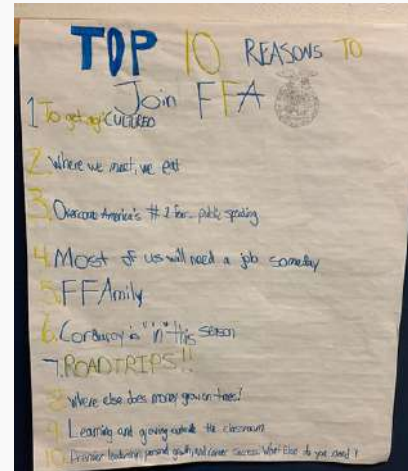 TOP 10 REASONS TO
Join FFA
1 To get "ag" CULTURED
2. Where we meet, we eat
3. Overcome America's # 1 fear... public speaking
4. Most of us will need a job someday
5. FFAmily
6. Corduroy is "in" this season
7. ROADTRIPS!!
8. Where else does money grow on trees?
9. Learning and growing outside the classroom
10. Premier leadership, personal growth, and career success. What Else do you need?